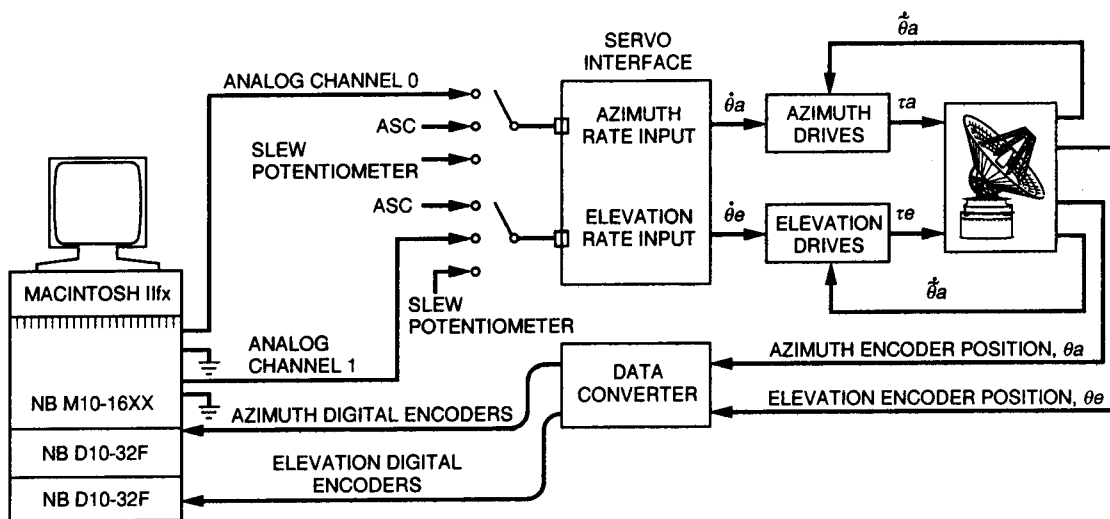 SERVO
INTERFACE
ANALOG CHANNEL 0
ASC
SLEW
POTENTIOMETER
ASC
SLEW
POTENTIOMETER
AZIMUTH
RATE INPUT
ELEVATION
RATE INPUT
θ̇a
θ̇e
AZIMUTH
DRIVES
ELEVATION
DRIVES
τa
τe
θ̇̃a
θ̇̃a
MACINTOSH IIfx
NB M10-16XX
NB D10-32F
NB D10-32F
ANALOG
CHANNEL 1
AZIMUTH DIGITAL ENCODERS
ELEVATION DIGITAL
ENCODERS
DATA
CONVERTER
AZIMUTH ENCODER POSITION, θa
ELEVATION ENCODER POSITION, θe